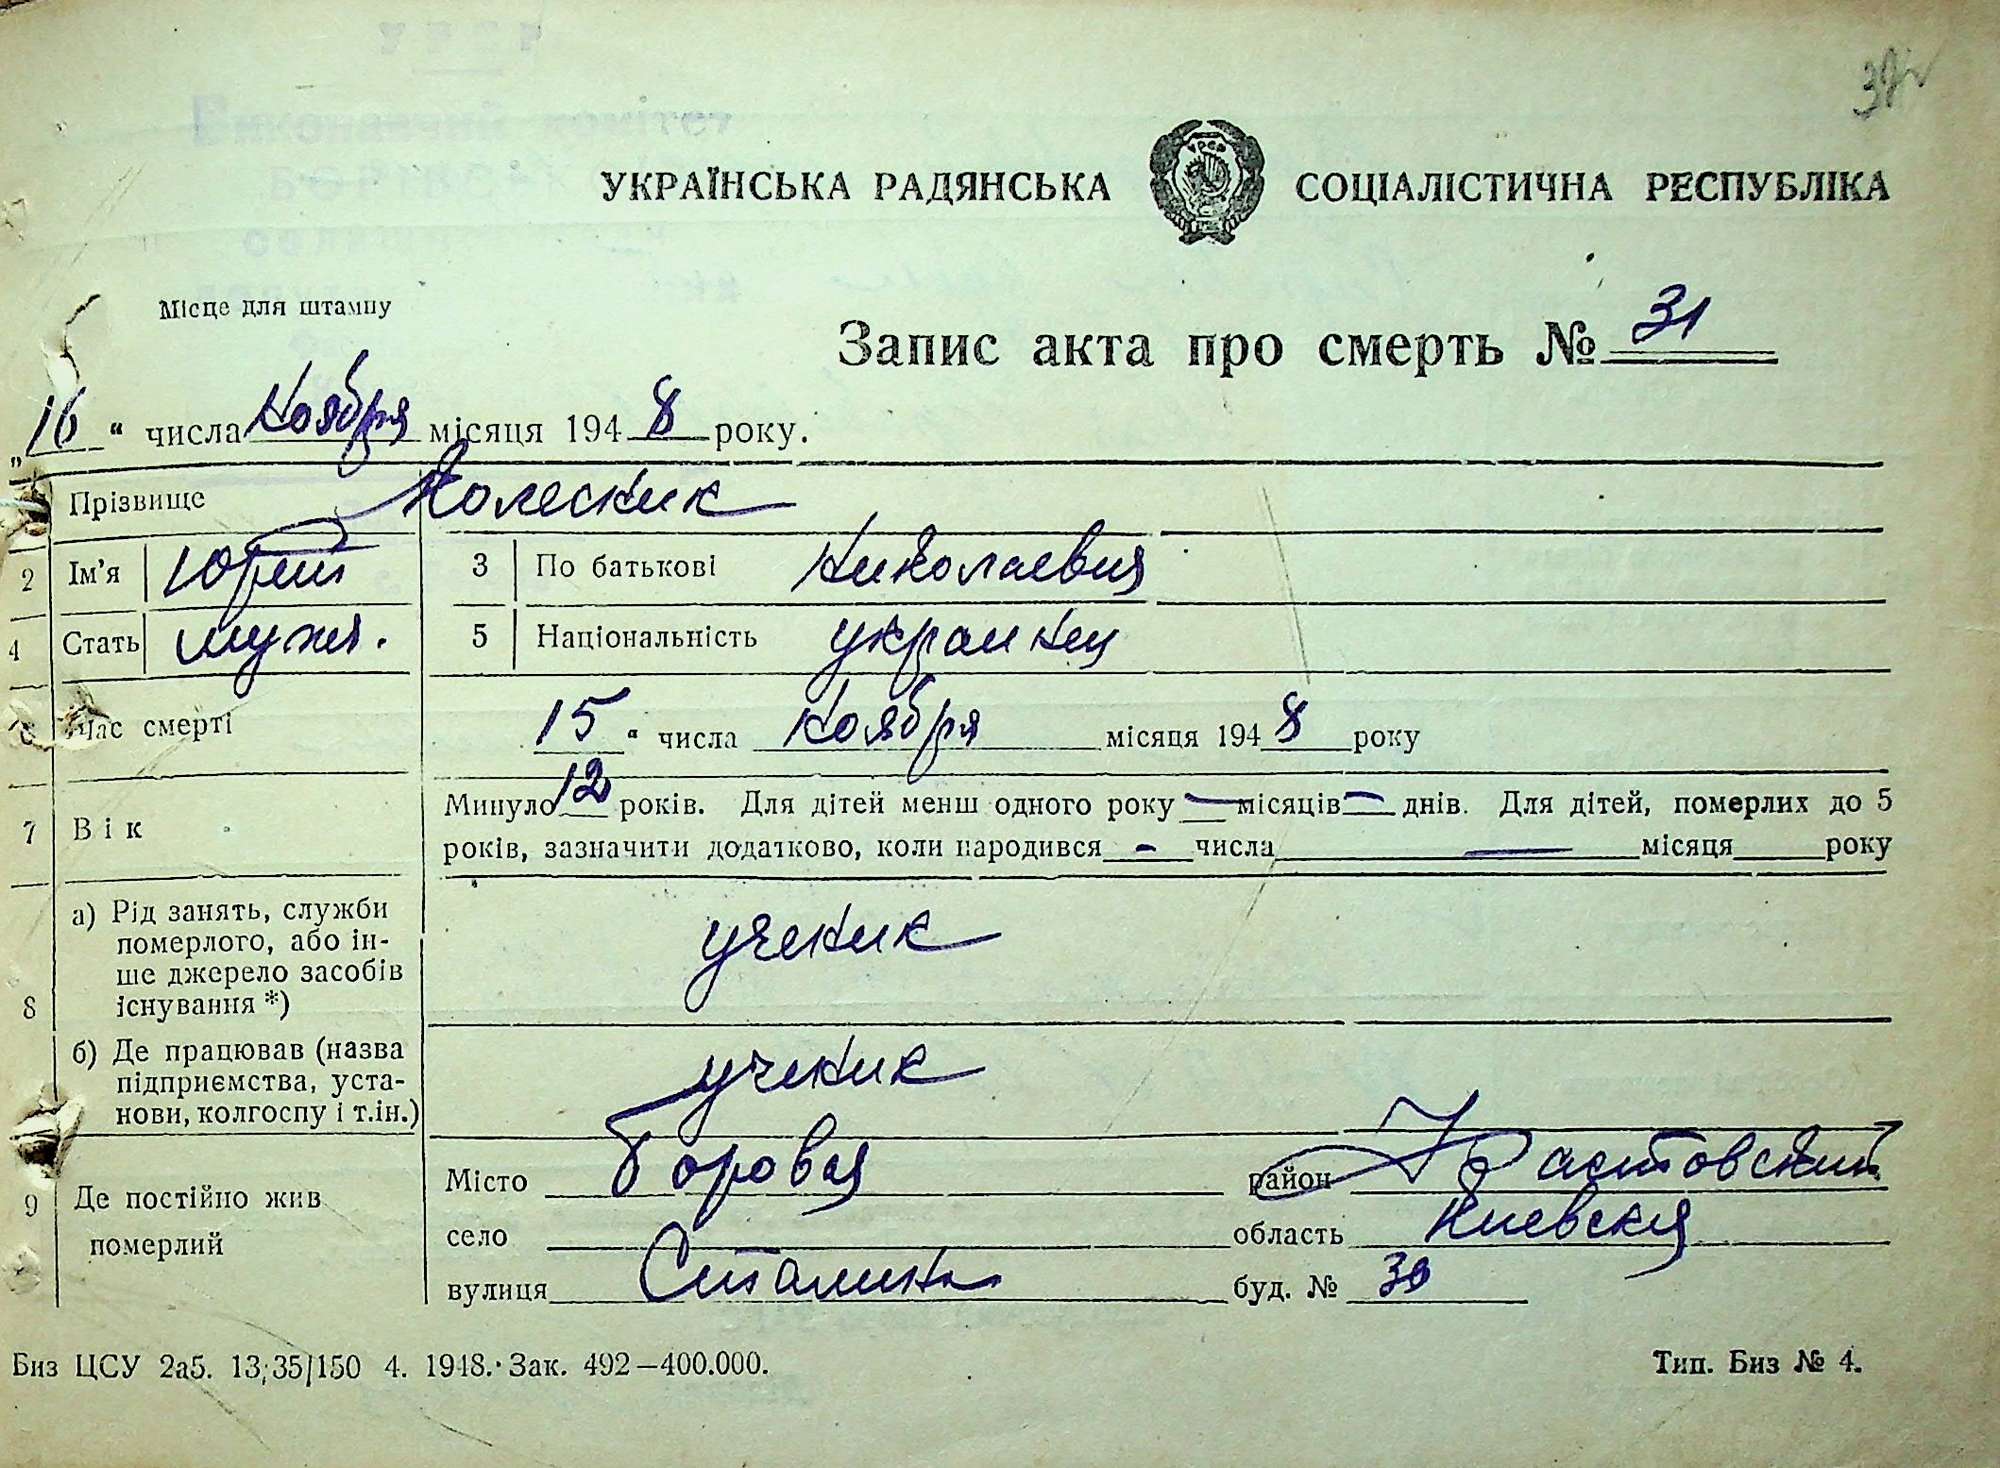 УКРАЇНСЬКА РАДЯНСЬКА СОЦІАЛІСТИЧНА РЕСПУБЛІКА
Місце для штампу
Запис акта про смерть № 31
„16“ числа Ноября місяця 1948 року.
Прізвище Колесник
2 Ім’я Юрий 3 По батькові Николаевич
4 Стать мужч. 5 Національність украинец
6 Час смерті 15 “ числа Ноября місяця 1948 року
7 Вік Минуло 12 років. Для дітей менш одного року — місяців — днів. Для дітей, померлих до 5
років, зазначити додатково, коли народився - числа — місяця року
8 а) Рід занять, служби
померлого, або ін-
ше джерело засобів
існування *) ученик
б) Де працював (назва
підприємства, уста-
нови, колгоспу і т.ін.) ученик
9 Де постійно жив
померлий
Місто Боровая район Фастовский
село область Киевская
вулиця Сталина буд. № 30
Биз ЦСУ 2а5. 13,35/150 4. 1948. Зак. 492—400.000. Тип. Биз № 4.